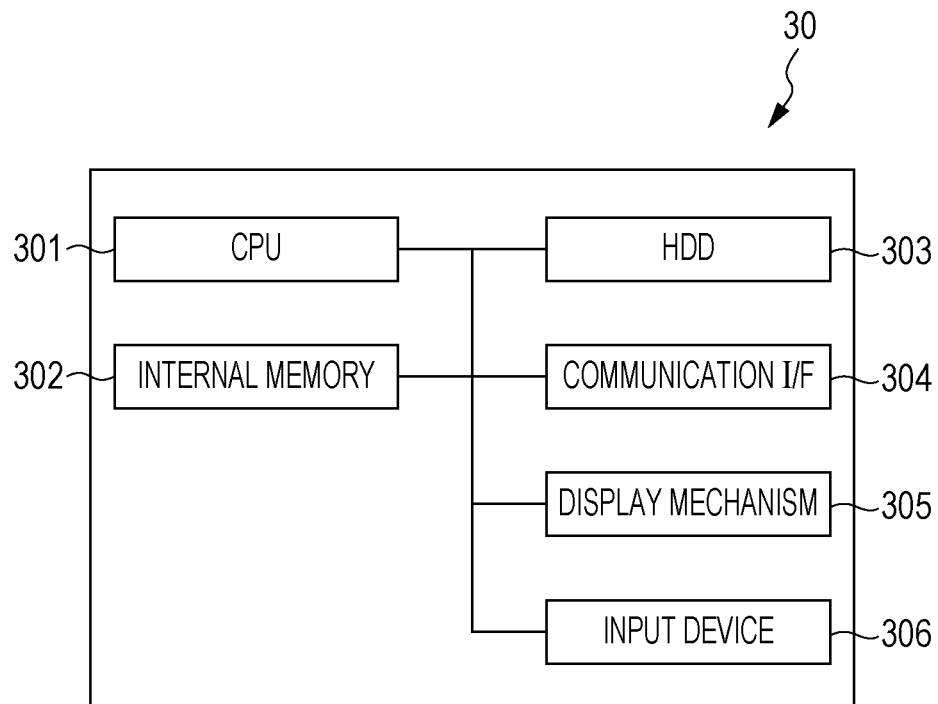 30
301
CPU
HDD
303
302
INTERNAL MEMORY
COMMUNICATION I/F
304
DISPLAY MECHANISM
305
INPUT DEVICE
306